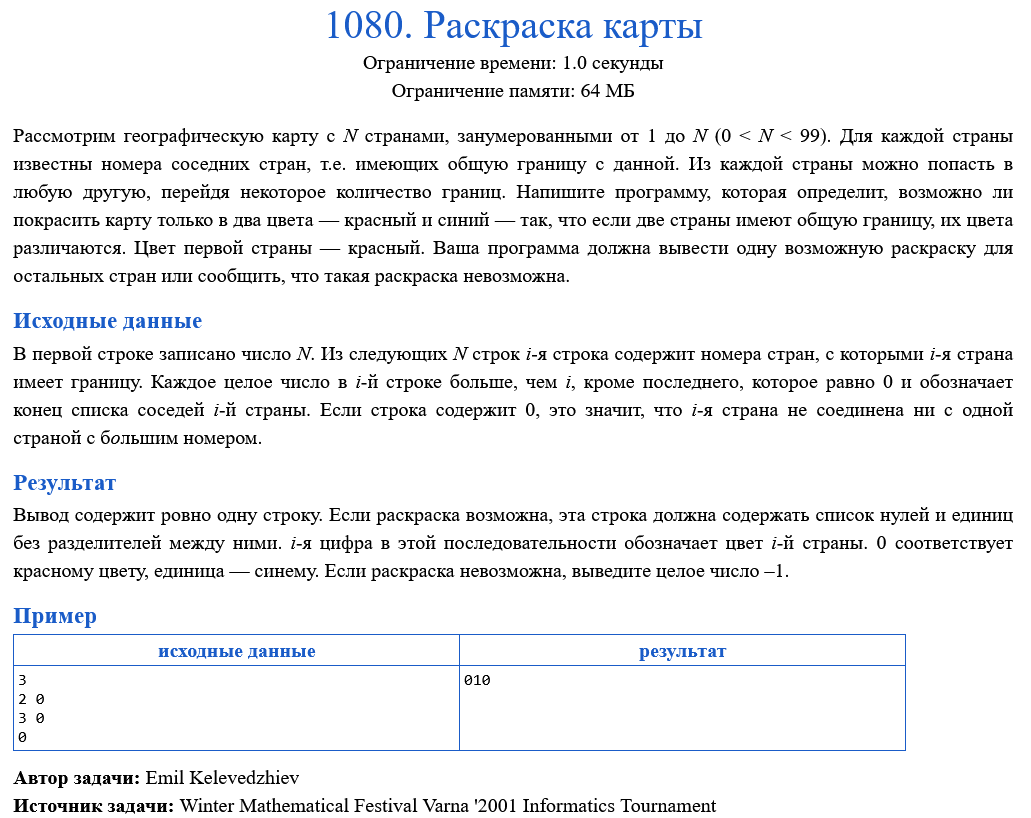 1080. Раскраска карты
Ограничение времени: 1.0 секунды
Ограничение памяти: 64 МБ
Рассмотрим географическую карту с N странами, занумерованными от 1 до N (0 < N < 99). Для каждой страны
известны номера соседних стран, т.е. имеющих общую границу с данной. Из каждой страны можно попасть в
любую другую, перейдя некоторое количество границ. Напишите программу, которая определит, возможно ли
покрасить карту только в два цвета — красный и синий — так, что если две страны имеют общую границу, их цвета
различаются. Цвет первой страны — красный. Ваша программа должна вывести одну возможную раскраску для
остальных стран или сообщить, что такая раскраска невозможна.
Исходные данные
В первой строке записано число N. Из следующих N строк i-я строка содержит номера стран, с которыми i-я страна
имеет границу. Каждое целое число в i-й строке больше, чем i, кроме последнего, которое равно 0 и обозначает
конец списка соседей i-й страны. Если строка содержит 0, это значит, что i-я страна не соединена ни с одной
страной с большим номером.
Результат
Вывод содержит ровно одну строку. Если раскраска возможна, эта строка должна содержать список нулей и единиц
без разделителей между ними. i-я цифра в этой последовательности обозначает цвет i-й страны. 0 соответствует
красному цвету, единица — синему. Если раскраска невозможна, выведите целое число –1.
Пример
исходные данные результат
3 010
2 0
3 0
0
Автор задачи: Emil Kelevedzhiev
Источник задачи: Winter Mathematical Festival Varna '2001 Informatics Tournament